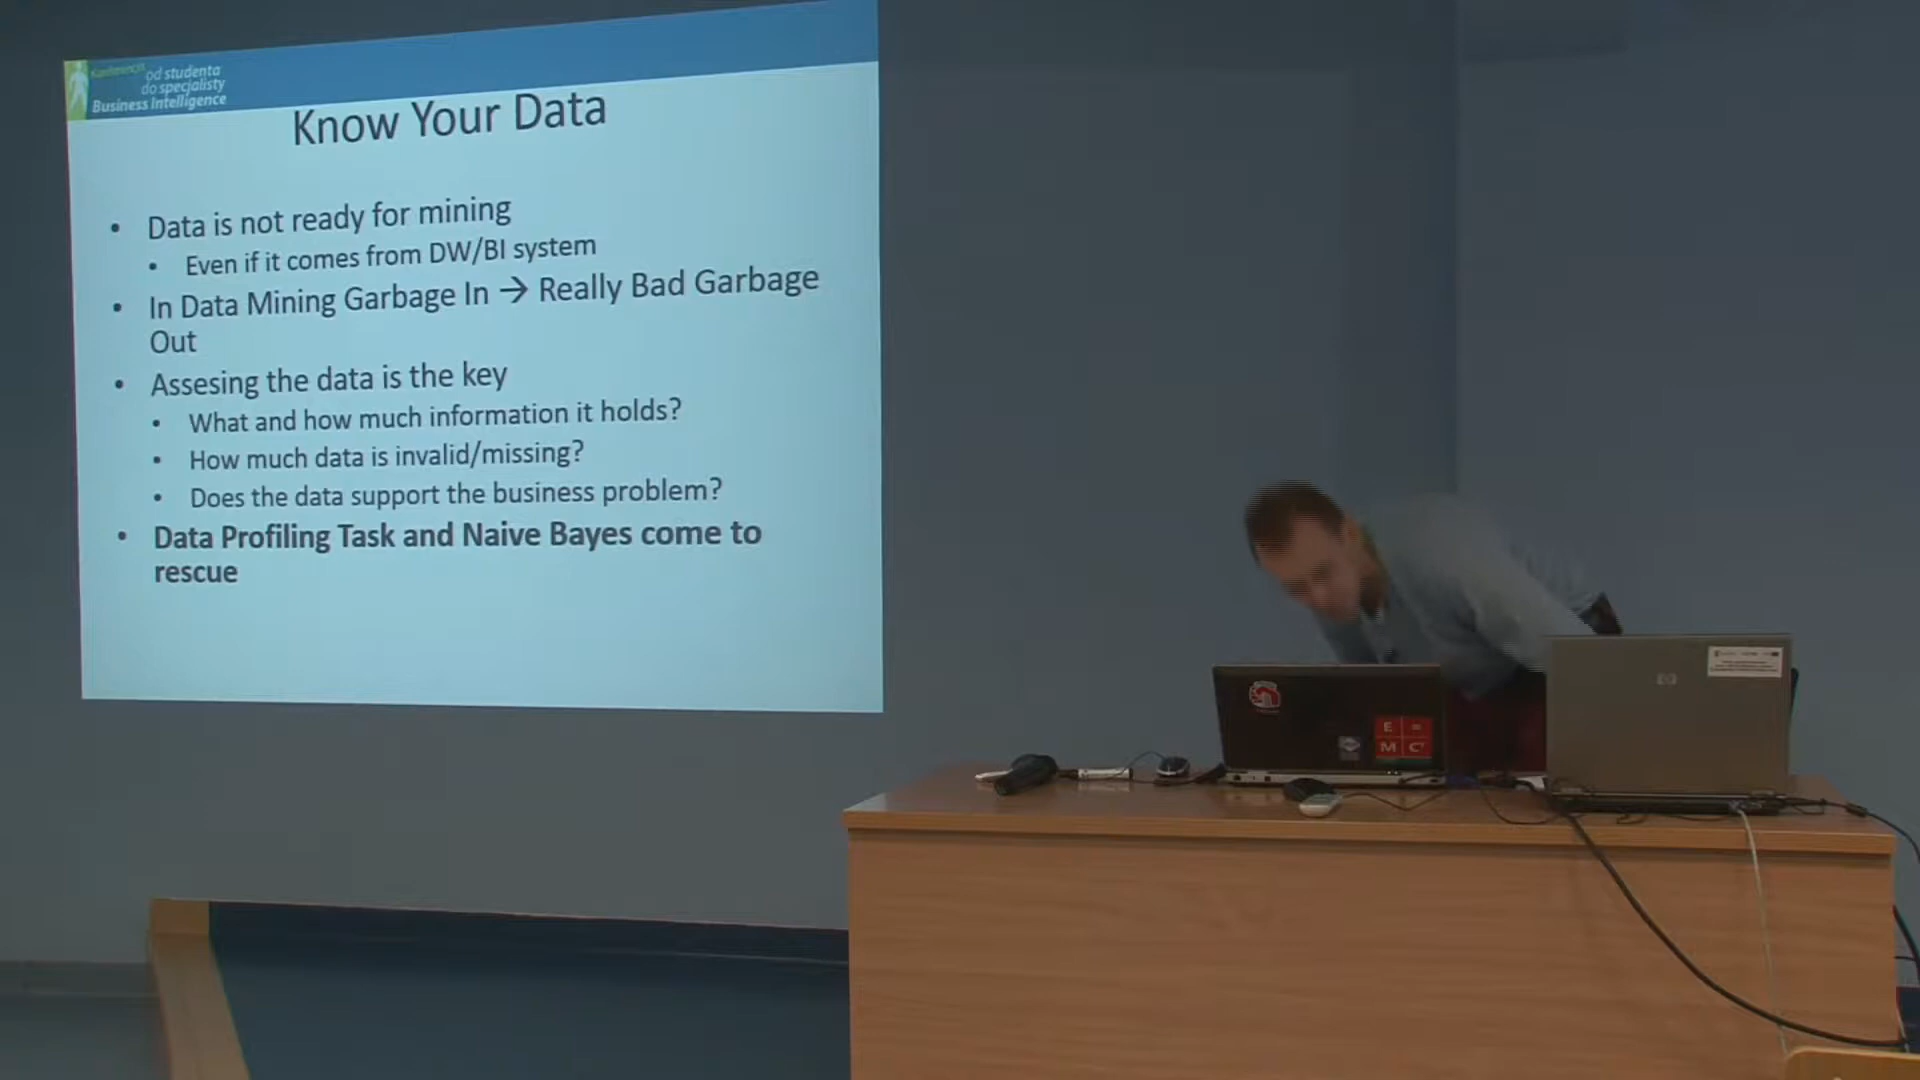 Konferencja
od studenta
do specjalisty
Business Intelligence
Know Your Data
• Data is not ready for mining
• Even if it comes from DW/BI system
• In Data Mining Garbage In → Really Bad Garbage
Out
• Assesing the data is the key
• What and how much information it holds?
• How much data is invalid/missing?
• Does the data support the business problem?
• Data Profiling Task and Naive Bayes come to
rescue
E =
M C²
hp